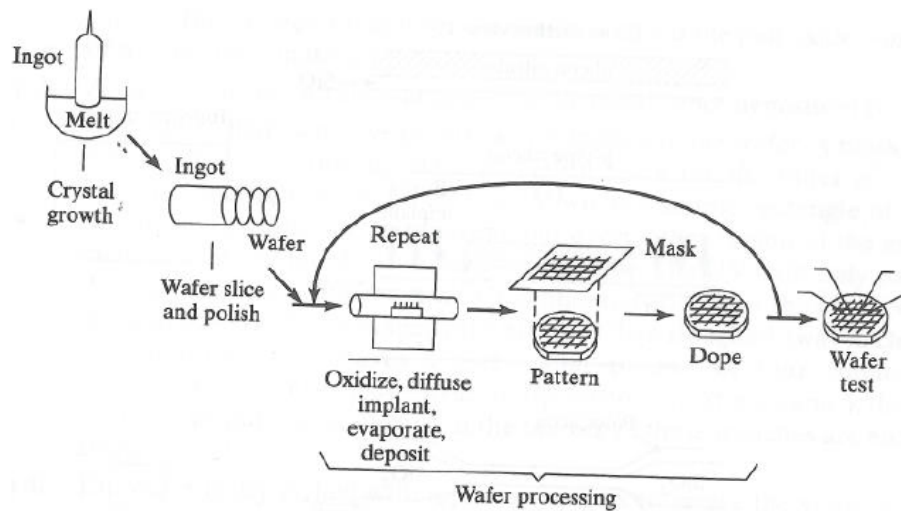 Ingot
Melt
Crystal
growth
Ingot
Wafer
Wafer slice
and polish
Repeat
Oxidize, diffuse
implant,
evaporate,
deposit
Mask
Pattern
Dope
Wafer
test
Wafer processing